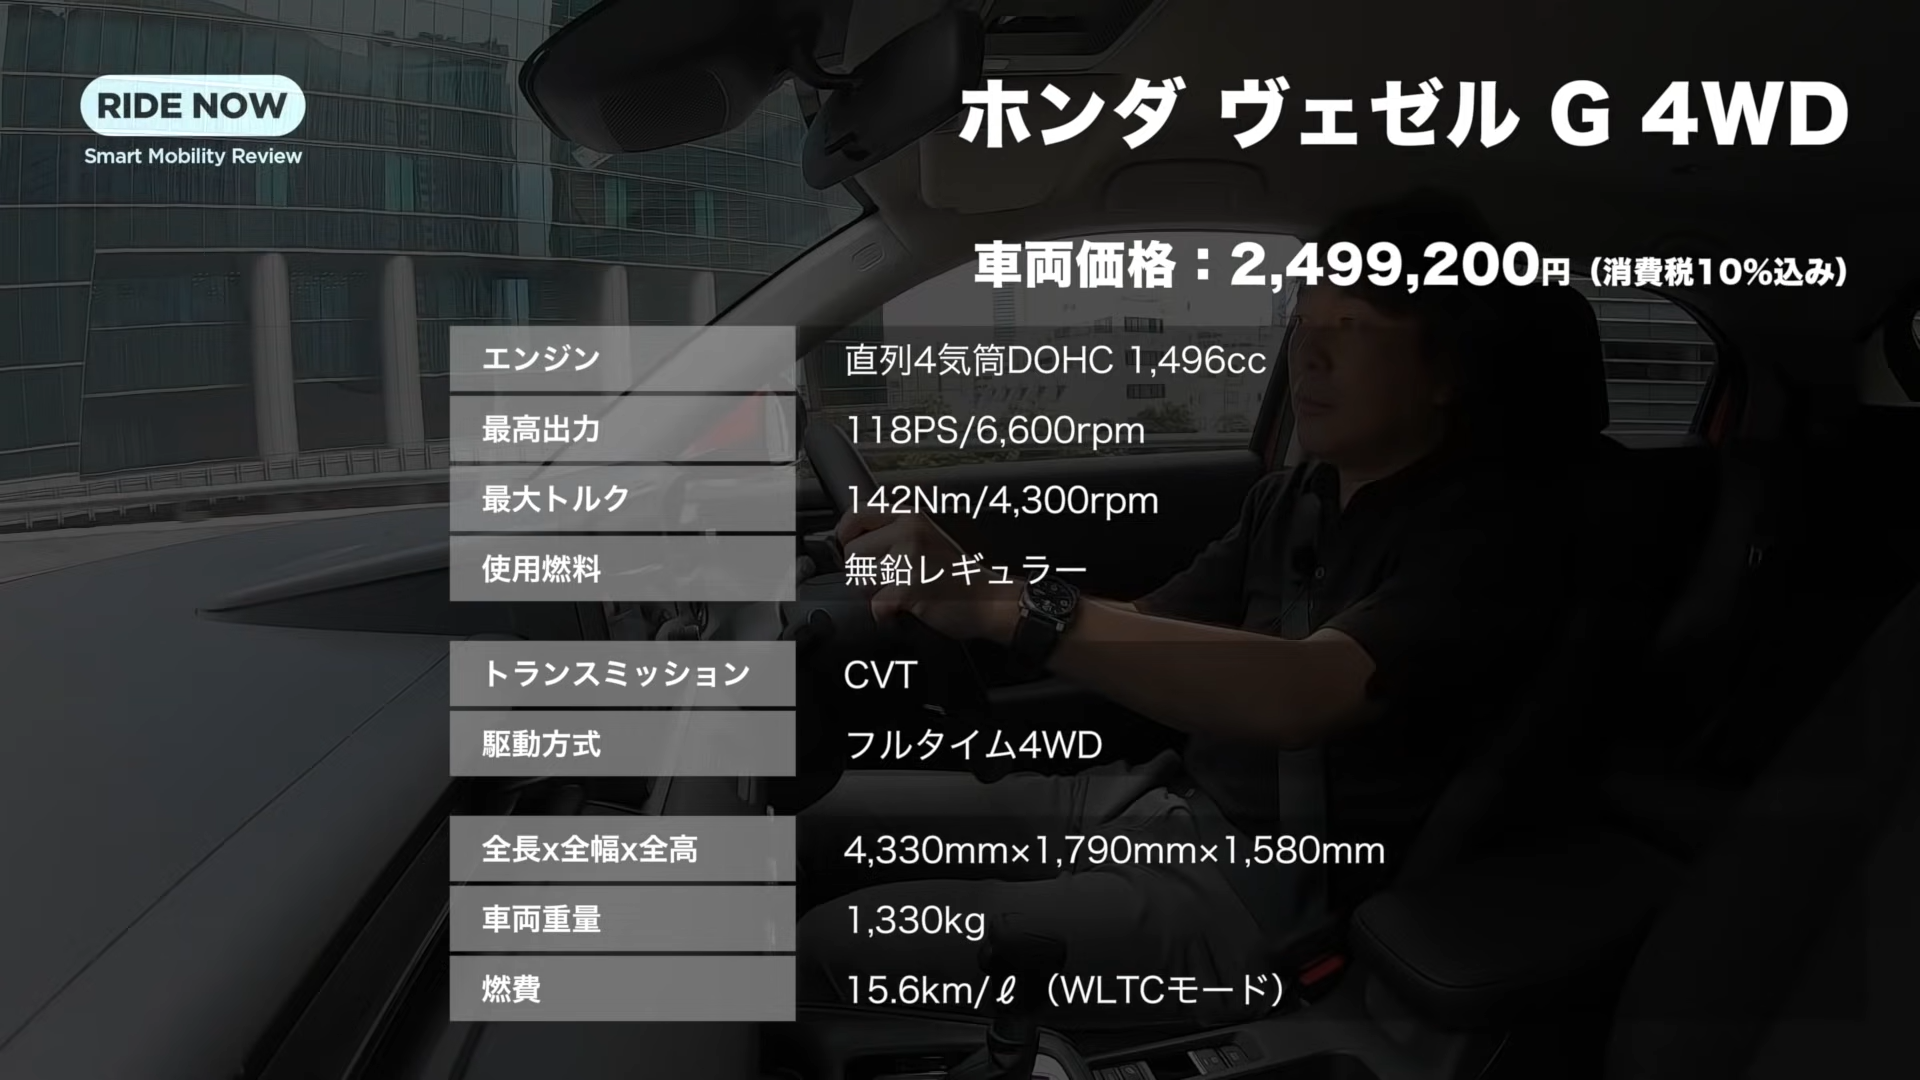 RIDE NOW
Smart Mobility Review
ホンダ ヴェゼル G 4WD
車両価格：2,499,200円（消費税10%込み）
エンジン 直列4気筒DOHC 1,496cc
最高出力 118PS/6,600rpm
最大トルク 142Nm/4,300rpm
使用燃料 無鉛レギュラー
トランスミッション CVT
駆動方式 フルタイム4WD
全長x全幅x全高 4,330mm×1,790mm×1,580mm
車両重量 1,330kg
燃費 15.6km/ℓ（WLTCモード）